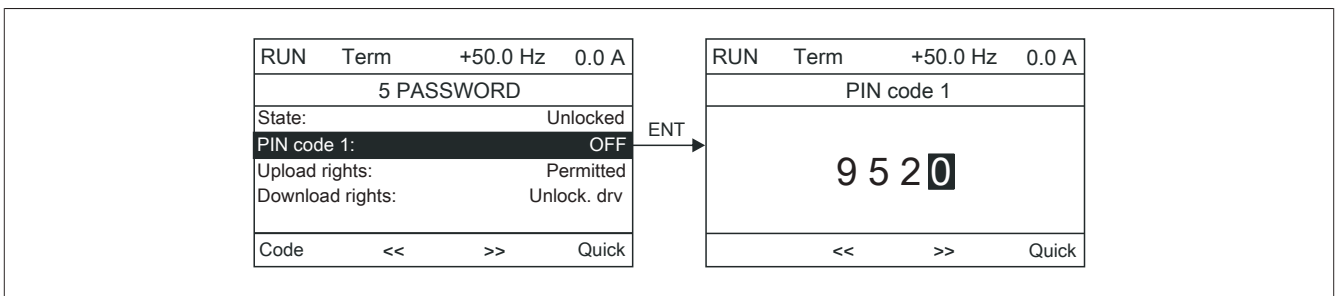 RUN Term +50.0 Hz 0.0 A
5 PASSWORD
State: Unlocked
PIN code 1: OFF
Upload rights: Permitted
Download rights: Unlock. drv
Code << >> Quick
ENT
RUN Term +50.0 Hz 0.0 A
PIN code 1
9 5 2 0
<< >> Quick